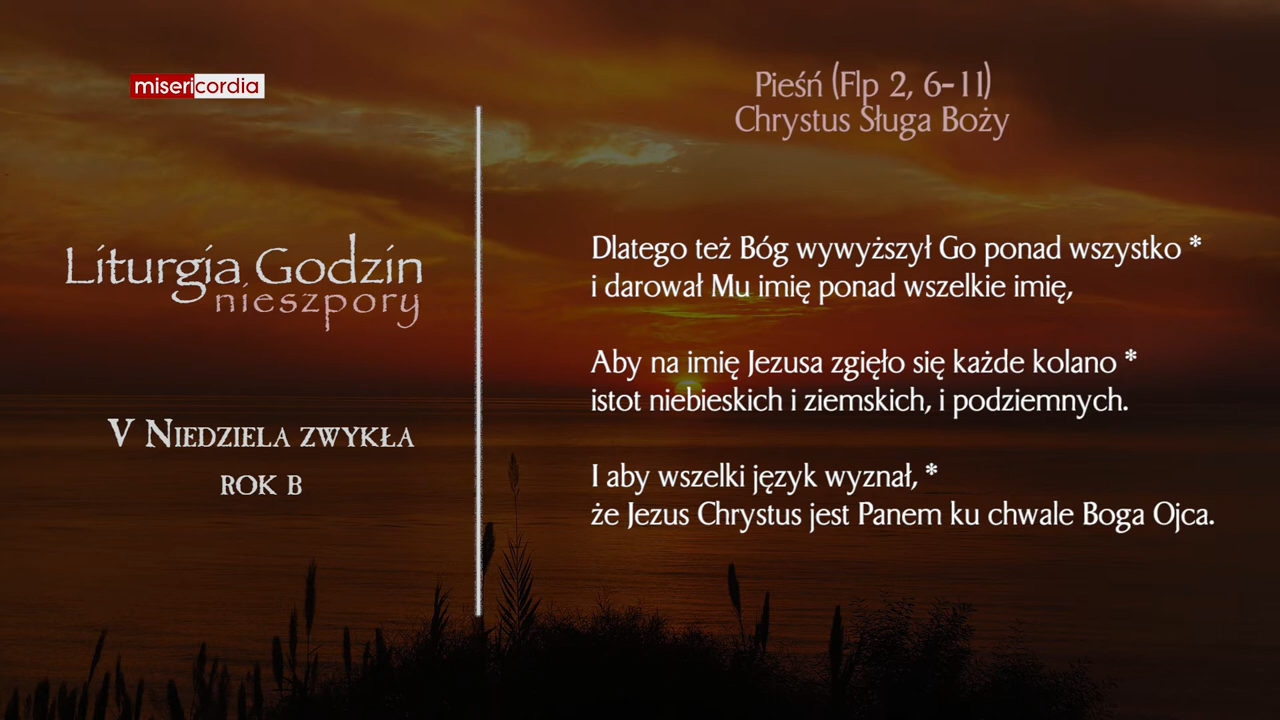 misericordia
Liturgia Godzin
nieszpory
V Niedziela zwykła
rok B
Pieśń (Flp 2, 6-11)
Chrystus Sługa Boży
Dlatego też Bóg wywyższył Go ponad wszystko *
i darował Mu imię ponad wszelkie imię,
Aby na imię Jezusa zgięło się każde kolano *
istot niebieskich i ziemskich, i podziemnych.
I aby wszelki język wyznał, *
że Jezus Chrystus jest Panem ku chwale Boga Ojca.